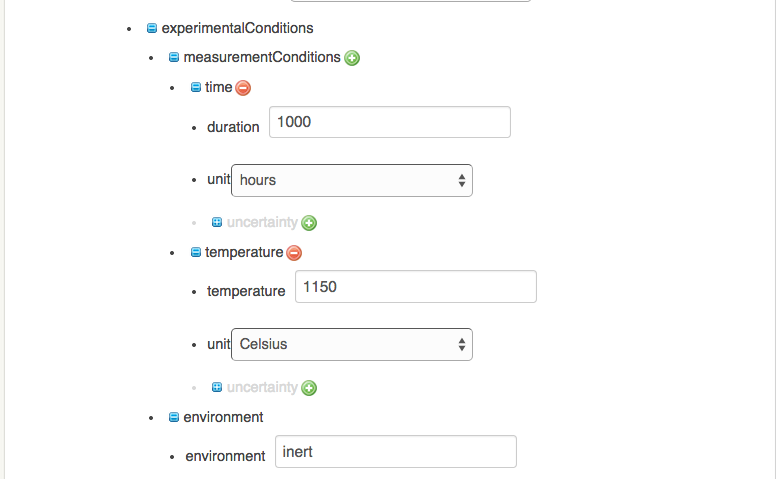 experimentalConditions
measurementConditions
time
duration 1000
unit hours
uncertainty
temperature
temperature 1150
unit Celsius
uncertainty
environment
environment inert